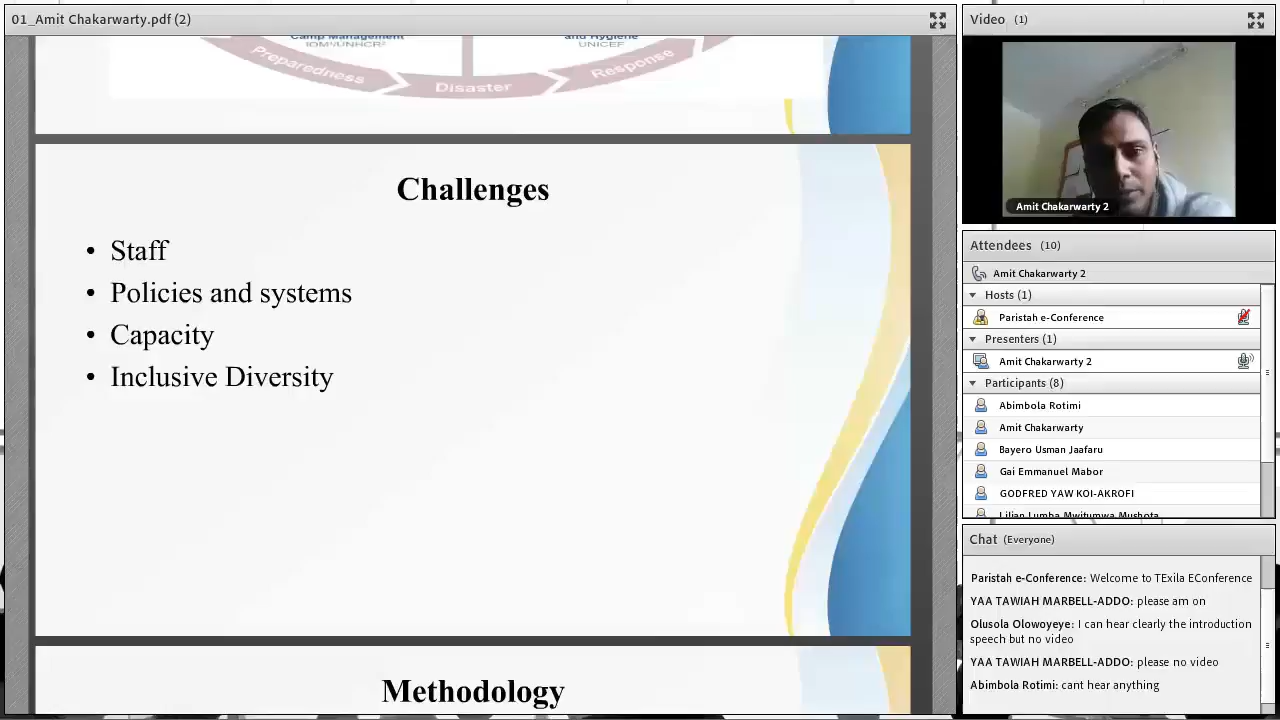 01_Amit Chakarwarty.pdf (2)
Camp Management
IOM*/UNHCR²
and Hygiene
UNICEF
Preparedness
Disaster
Response
Challenges
• Staff
• Policies and systems
• Capacity
• Inclusive Diversity
Methodology
Video (1)
Amit Chakarwarty 2
Attendees (10)
Amit Chakarwarty 2
Hosts (1)
Paristah e-Conference
Presenters (1)
Amit Chakarwarty 2
Participants (8)
Abimbola Rotimi
Amit Chakarwarty
Bayero Usman Jaafaru
Gai Emmanuel Mabor
GODFRED YAW KOI-AKROFI
Lilian Lumba Mwifumwa Mushota
Chat (Everyone)
Paristah e-Conference: Welcome to TExila EConference
YAA TAWIAH MARBELL-ADDO: please am on
Olusola Olowoyeye: I can hear clearly the introduction
speech but no video
YAA TAWIAH MARBELL-ADDO: please no video
Abimbola Rotimi: cant hear anything